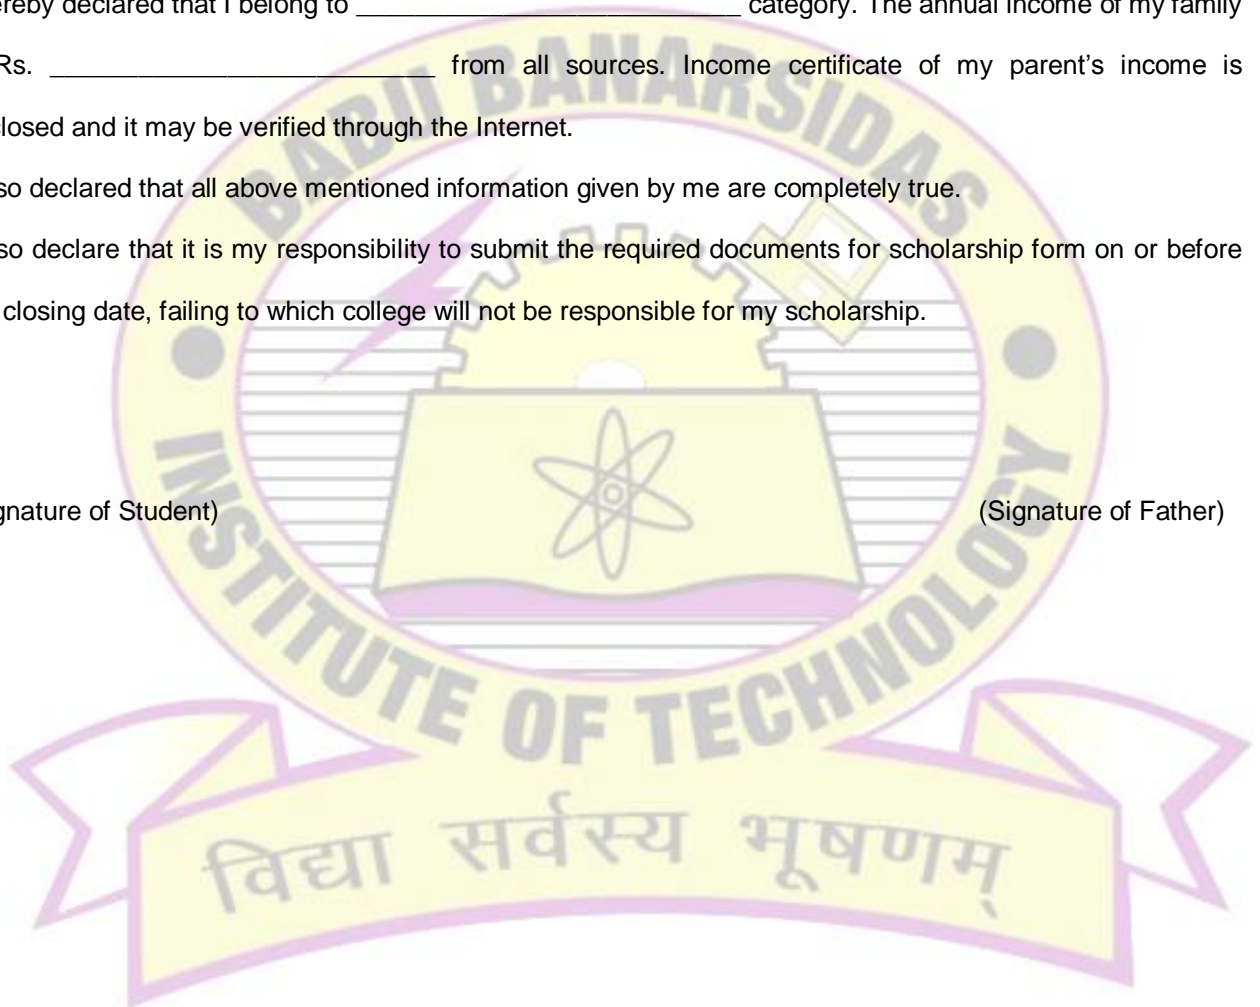 ereby declared that I belong to __________________________ category. The annual income of my family
Rs. __________________________ from all sources. Income certificate of my parent’s income is
closed and it may be verified through the Internet.
so declared that all above mentioned information given by me are completely true.
so declare that it is my responsibility to submit the required documents for scholarship form on or before
closing date, failing to which college will not be responsible for my scholarship.
gnature of Student) (Signature of Father)
BABU BANARSIDAS
INSTITUTE OF TECHNOLOGY
विद्या सर्वस्य भूषणम्